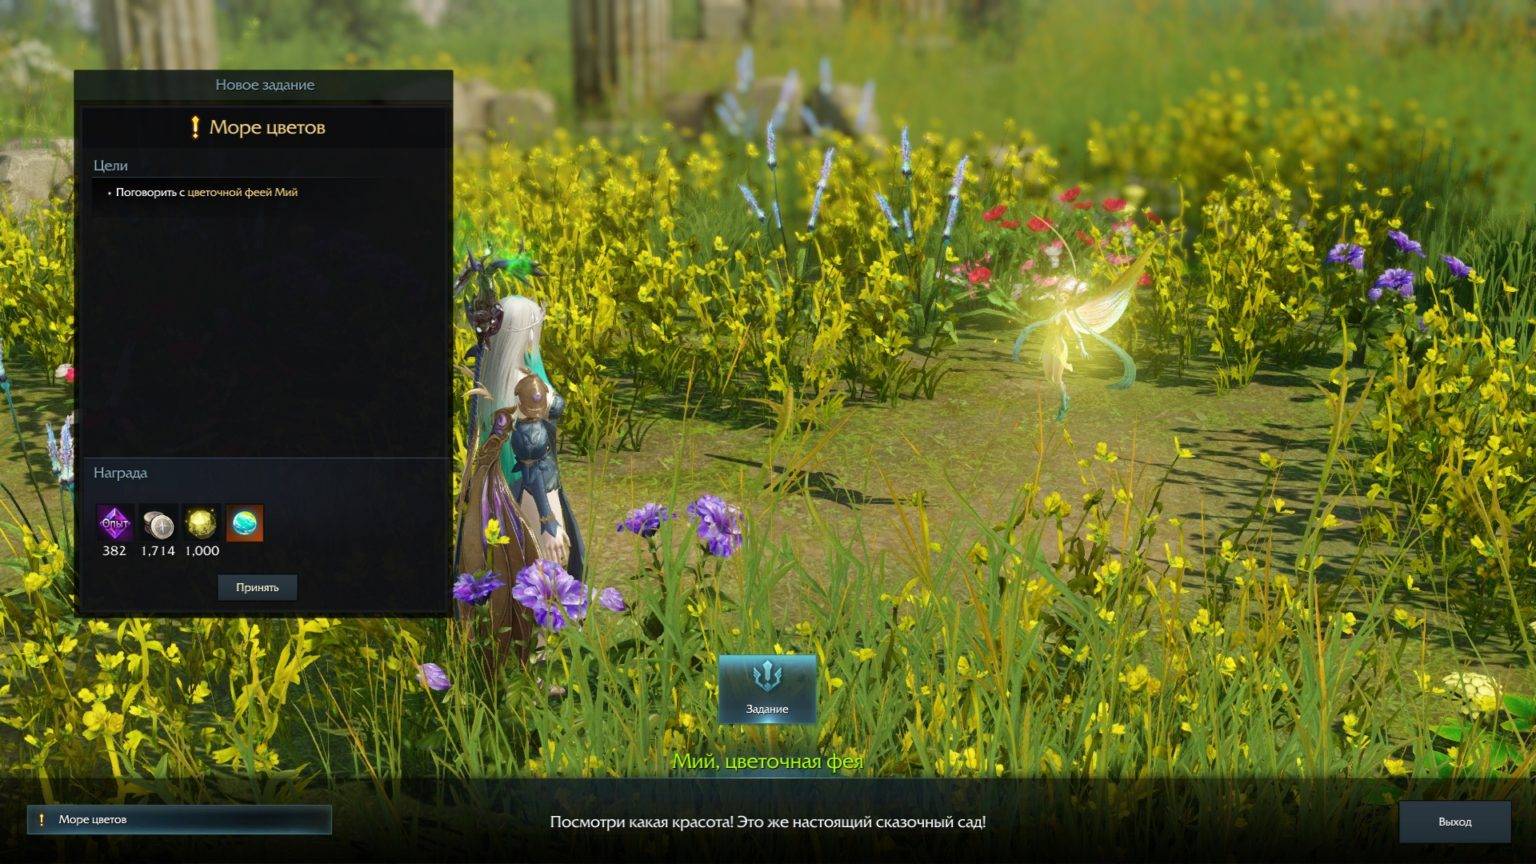 Новое задание
Море цветов
Цели
• Поговорить с цветочной феей Мий
Награда
Опыт
382 1,714 1,000
Принять
Задание
Мий, цветочная фея
Море цветов
Посмотри какая красота! Это же настоящий сказочный сад!
Выход